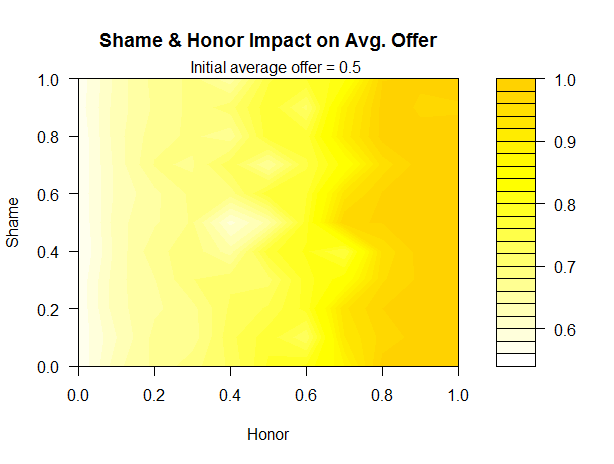 Shame & Honor Impact on Avg. Offer
Initial average offer = 0.5
1.0
0.8
0.6
0.4
0.2
0.0
Shame
0.0 0.2 0.4 0.6 0.8 1.0
Honor
1.0
0.9
0.8
0.7
0.6